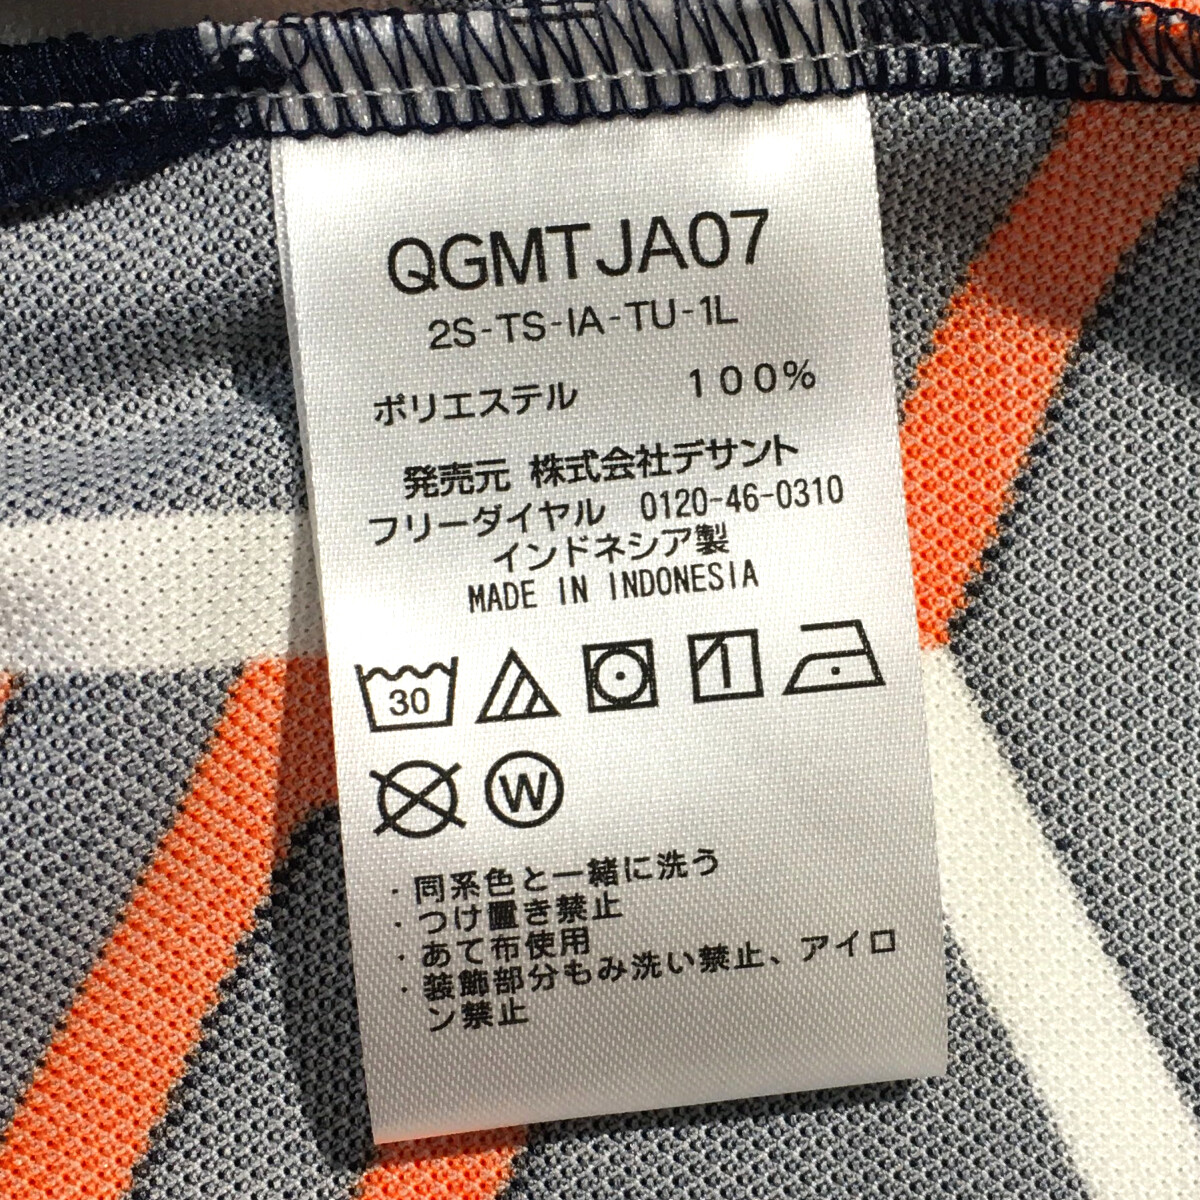 QGMTJA07
2S-TS-IA-TU-1L
ポリエステル 100%
発売元 株式会社デサント
フリーダイヤル 0120-46-0310
インドネシア製
MADE IN INDONESIA
30 1
W
・同系色と一緒に洗う
・つけ置き禁止
・あて布使用
・装飾部分もみ洗い禁止、アイロ
ン禁止